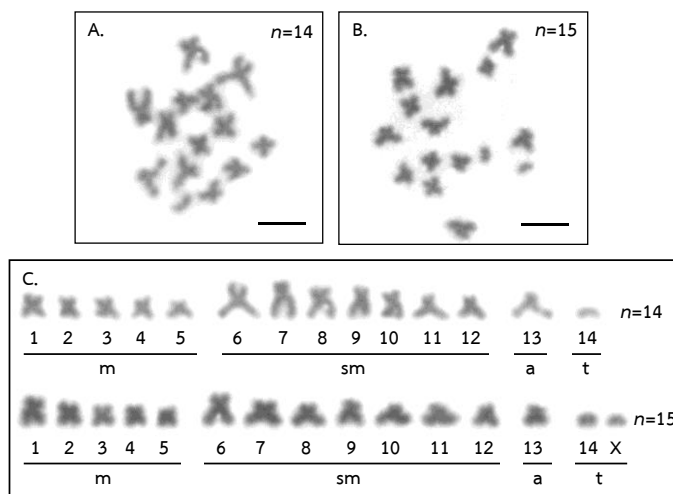 A. n=14
B. n=15
C.
n=14
1 2 3 4 5 6 7 8 9 10 11 12 13 14
m sm a t
n=15
1 2 3 4 5 6 7 8 9 10 11 12 13 14 X
m sm a t